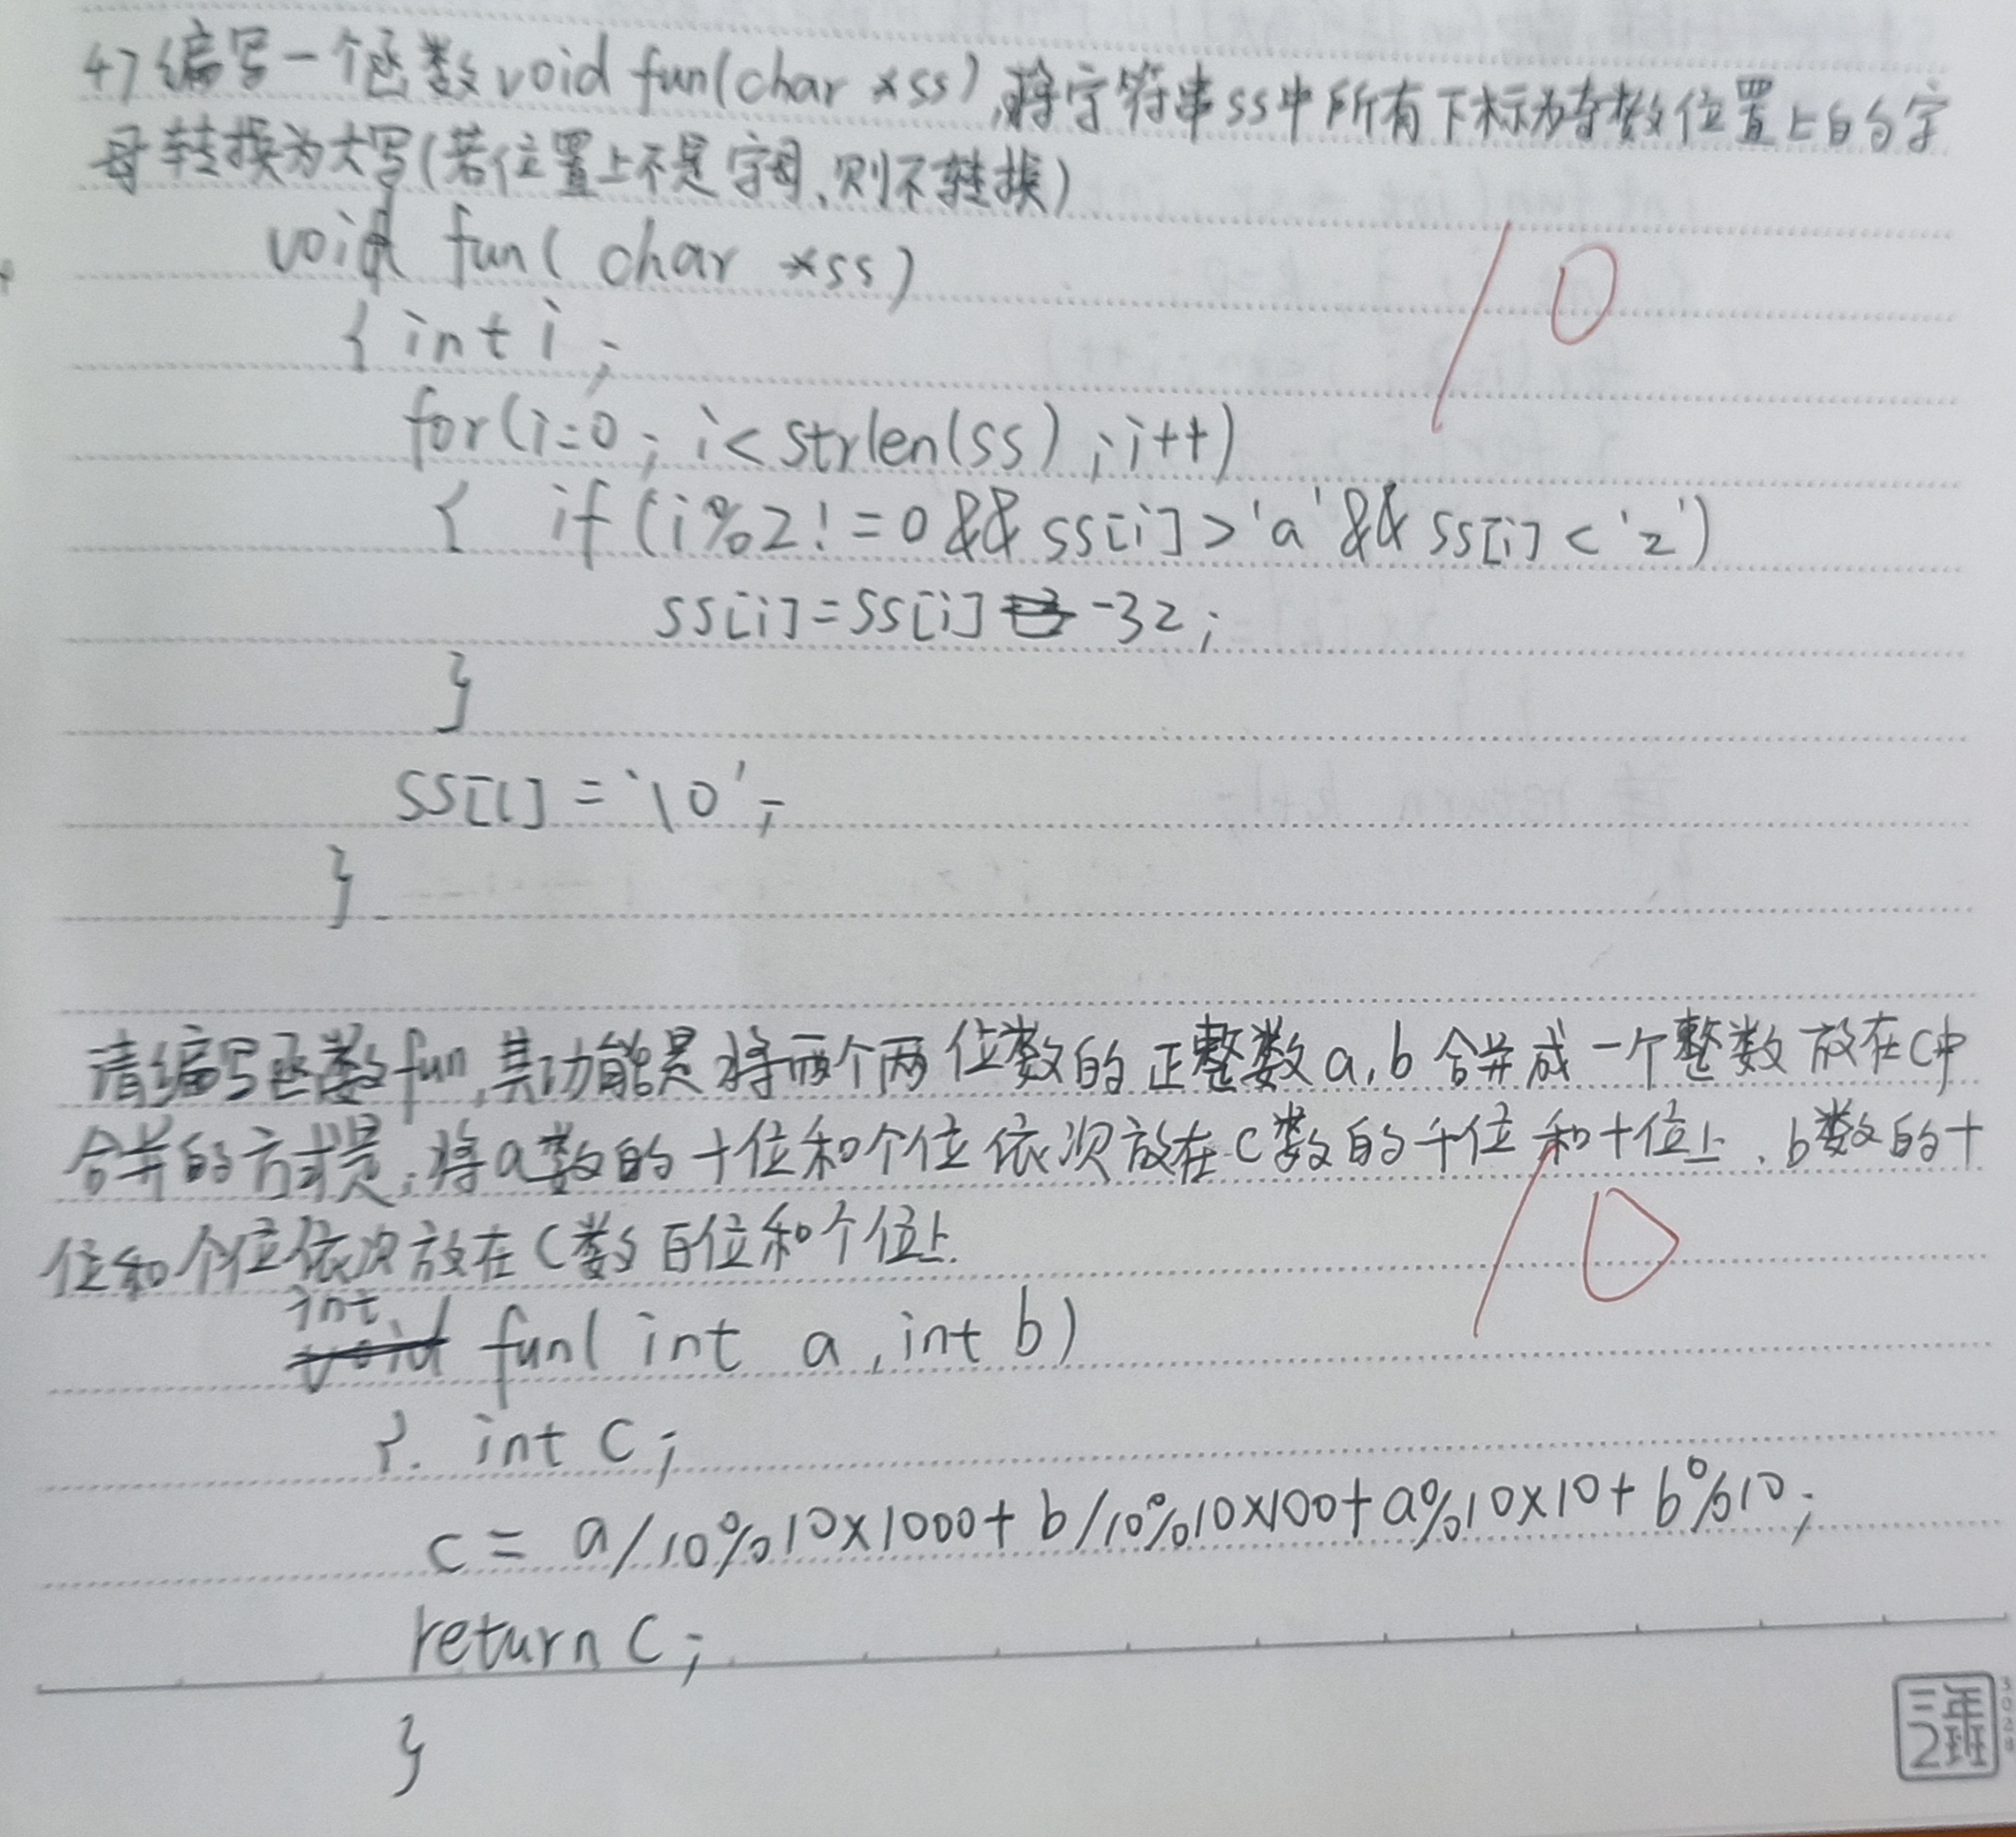 47编写一个函数void fun(char *ss),将字符串ss中所有下标为奇数位置上的字
母转换为大写(若位置上不是字母,则不转换)
void fun( char *ss)
{ int i;
for(i=0; i<strlen(ss);i++)
{ if(i%2!=0&&ss[i]>'a'&&ss[i]<'z')
ss[i]=ss[i] -32;
}
ss[i]='\0';
}
10
请编写函数fun,其功能是将两个两位数的正整数a,b合并成一个整数放在c中
合并的方式是:将a数的十位和个位依次放在c数的千位和十位上、b数的十
位和个位依次放在c数百位和个位上.
int
void fun( int a,int b)
{. int c;
c= a/10%10×1000+ b/10%10×100+a%10×10+ b%10;
return c;
}
10
三年
2班